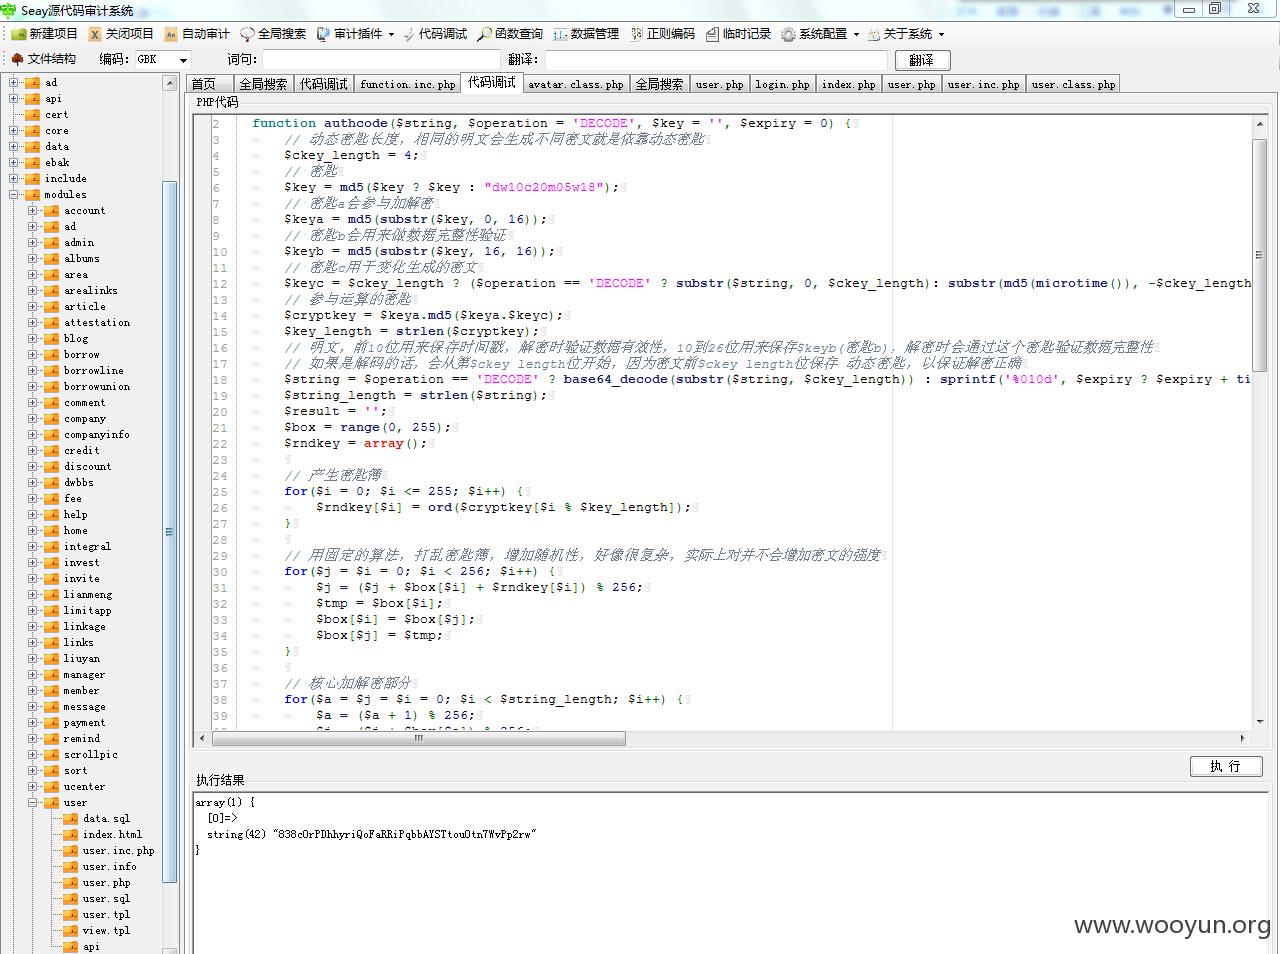 Seay源代码审计系统
新建项目 关闭项目 自动审计 全局搜索 审计插件 代码调试 函数查询 数据管理 正则编码 临时记录 系统配置 关于系统
文件结构 编码: GBK 词句: 翻译: 翻译
首页 全局搜索 代码调试 function.inc.php 代码调试 avatar.class.php 全局搜索 user.php login.php index.php user.php user.inc.php user.class.php
ad
api
cert
core
data
ebak
include
modules
account
ad
admin
albums
area
arealinks
article
attestation
blog
borrow
borrowline
borrowunion
comment
company
companyinfo
credit
discount
dwbbs
fee
help
home
integral
invest
invite
lianmeng
limitapp
linkage
links
liuyan
manager
member
message
payment
remind
scrollpic
sort
ucenter
user
data.sql
index.html
user.inc.php
user.info
user.php
user.sql
user.tpl
view.tpl
api
PHP代码
2 function authcode($string, $operation = 'DECODE', $key = '', $expiry = 0) {
3 // 动态密匙长度，相同的明文会生成不同密文就是依靠动态密匙
4 $ckey_length = 4;
5 // 密匙
6 $key = md5($key ? $key : "dw10c20m05w18");
7 // 密匙a会参与加解密
8 $keya = md5(substr($key, 0, 16));
9 // 密匙b会用来做数据完整性验证
10 $keyb = md5(substr($key, 16, 16));
11 // 密匙c用于变化生成的密文
12 $keyc = $ckey_length ? ($operation == 'DECODE' ? substr($string, 0, $ckey_length): substr(md5(microtime()), -$ckey_length
13 // 参与运算的密匙
14 $cryptkey = $keya.md5($keya.$keyc);
15 $key_length = strlen($cryptkey);
16 // 明文，前10位用来保存时间戳，解密时验证数据有效性，10到26位用来保存$keyb(密匙b)，解密时会通过这个密匙验证数据完整性
17 // 如果是解码的话，会从第$ckey_length位开始，因为密文前$ckey_length位保存 动态密匙，以保证解密正确
18 $string = $operation == 'DECODE' ? base64_decode(substr($string, $ckey_length)) : sprintf('%010d', $expiry ? $expiry + ti
19 $string_length = strlen($string);
20 $result = '';
21 $box = range(0, 255);
22 $rndkey = array();
23
24 // 产生密匙簿
25 for($i = 0; $i <= 255; $i++) {
26 $rndkey[$i] = ord($cryptkey[$i % $key_length]);
27 }
28
29 // 用固定的算法，打乱密匙簿，增加随机性，好像很复杂，实际上对并不会增加密文的强度
30 for($j = $i = 0; $i < 256; $i++) {
31 $j = ($j + $box[$i] + $rndkey[$i]) % 256;
32 $tmp = $box[$i];
33 $box[$i] = $box[$j];
34 $box[$j] = $tmp;
35 }
36
37 // 核心加解密部分
38 for($a = $j = $i = 0; $i < $string_length; $i++) {
39 $a = ($a + 1) % 256;
执 行
执行结果
array(1) {
[0]=>
string(42) "838cOrPDhhyriQoFaRRiPqbbAYSTtouOtn7WvPp2rw"
}
www.wooyun.org